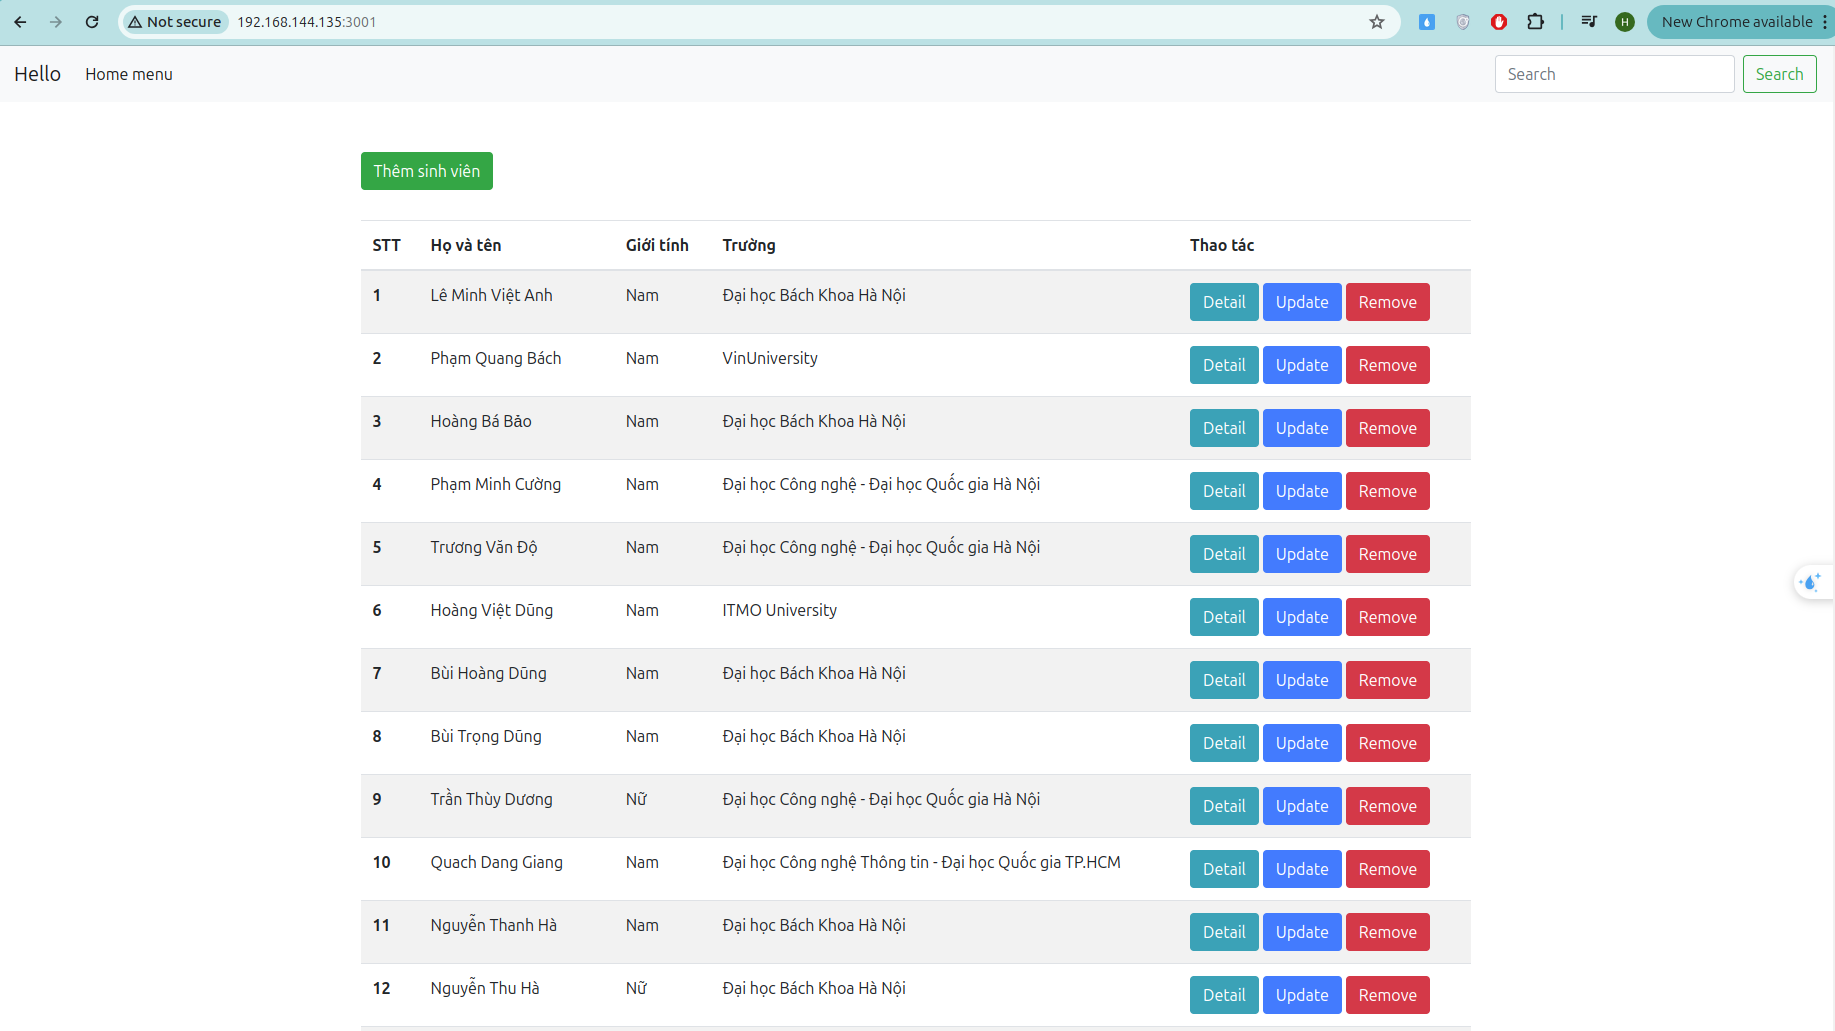 Not secure 192.168.144.135:3001 H New Chrome available
Hello Home menu Search Search
Thêm sinh viên
STT Họ và tên Giới tính Trường Thao tác
1 Lê Minh Việt Anh Nam Đại học Bách Khoa Hà Nội Detail Update Remove
2 Phạm Quang Bách Nam VinUniversity Detail Update Remove
3 Hoàng Bá Bảo Nam Đại học Bách Khoa Hà Nội Detail Update Remove
4 Phạm Minh Cường Nam Đại học Công nghệ - Đại học Quốc gia Hà Nội Detail Update Remove
5 Trương Văn Độ Nam Đại học Công nghệ - Đại học Quốc gia Hà Nội Detail Update Remove
6 Hoàng Việt Dũng Nam ITMO University Detail Update Remove
7 Bùi Hoàng Dũng Nam Đại học Bách Khoa Hà Nội Detail Update Remove
8 Bùi Trọng Dũng Nam Đại học Bách Khoa Hà Nội Detail Update Remove
9 Trần Thùy Dương Nữ Đại học Công nghệ - Đại học Quốc gia Hà Nội Detail Update Remove
10 Quach Dang Giang Nam Đại học Công nghệ Thông tin - Đại học Quốc gia TP.HCM Detail Update Remove
11 Nguyễn Thanh Hà Nam Đại học Bách Khoa Hà Nội Detail Update Remove
12 Nguyễn Thu Hà Nữ Đại học Bách Khoa Hà Nội Detail Update Remove